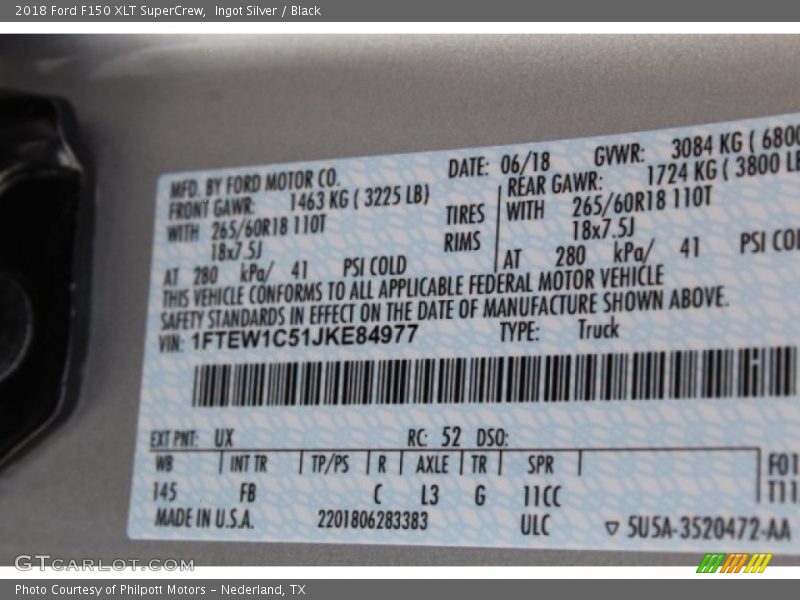 2018 Ford F150 XLT SuperCrew,  Ingot Silver / Black
MFD. BY FORD MOTOR CO.
DATE: 06/18
GVWR: 3084 KG ( 6800
FRONT GAWR: 1463 KG ( 3225 LB)
REAR GAWR: 1724 KG ( 3800 LB
WITH 265/60R18 110T
TIRES
WITH 265/60R18 110T
18x7.5J
RIMS
18x7.5J
AT 280 kPa/ 41 PSI COLD
AT 280 kPa/ 41 PSI COL
THIS VEHICLE CONFORMS TO ALL APPLICABLE FEDERAL MOTOR VEHICLE
SAFETY STANDARDS IN EFFECT ON THE DATE OF MANUFACTURE SHOWN ABOVE.
VIN: 1FTEW1C51JKE84977
TYPE: Truck
EXT PNT: UX
RC: 52 DSO:
WB INT TR TP/PS R AXLE TR SPR
F01
145 FB C L3 G 11CC
T11
MADE IN U.S.A. 2201806283383 ULC
5U5A-3520472-AA
GTCarLot.com
Photo Courtesy of Philpott Motors - Nederland, TX